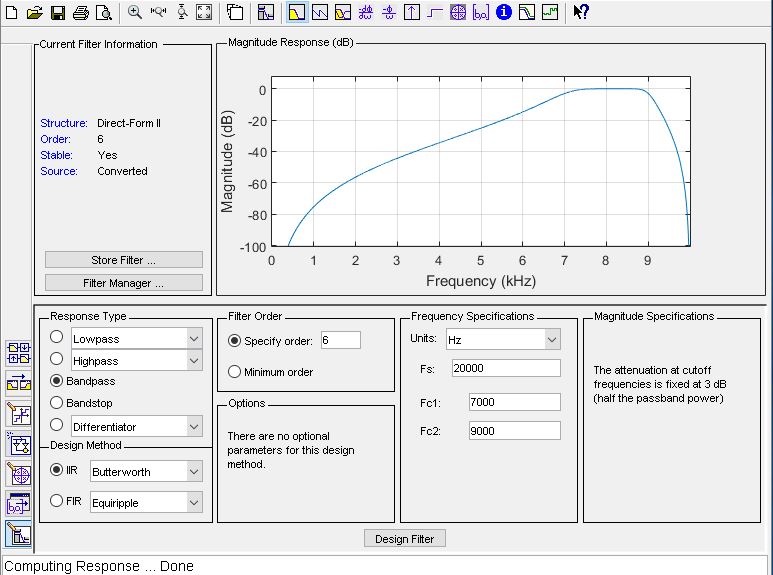 Current Filter Information
Structure: Direct-Form II
Order: 6
Stable: Yes
Source: Converted
Store Filter ...
Filter Manager ...
Magnitude Response (dB)
Magnitude (dB)
0
-20
-40
-60
-80
-100
0 1 2 3 4 5 6 7 8 9
Frequency (kHz)
Response Type
Lowpass
Highpass
Bandpass
Bandstop
Differentiator
Design Method
IIR Butterworth
FIR Equiripple
Filter Order
Specify order: 6
Minimum order
Options
There are no optional
parameters for this design
method.
Frequency Specifications
Units: Hz
Fs: 20000
Fc1: 7000
Fc2: 9000
Magnitude Specifications
The attenuation at cutoff
frequencies is fixed at 3 dB
(half the passband power)
Design Filter
Computing Response ... Done